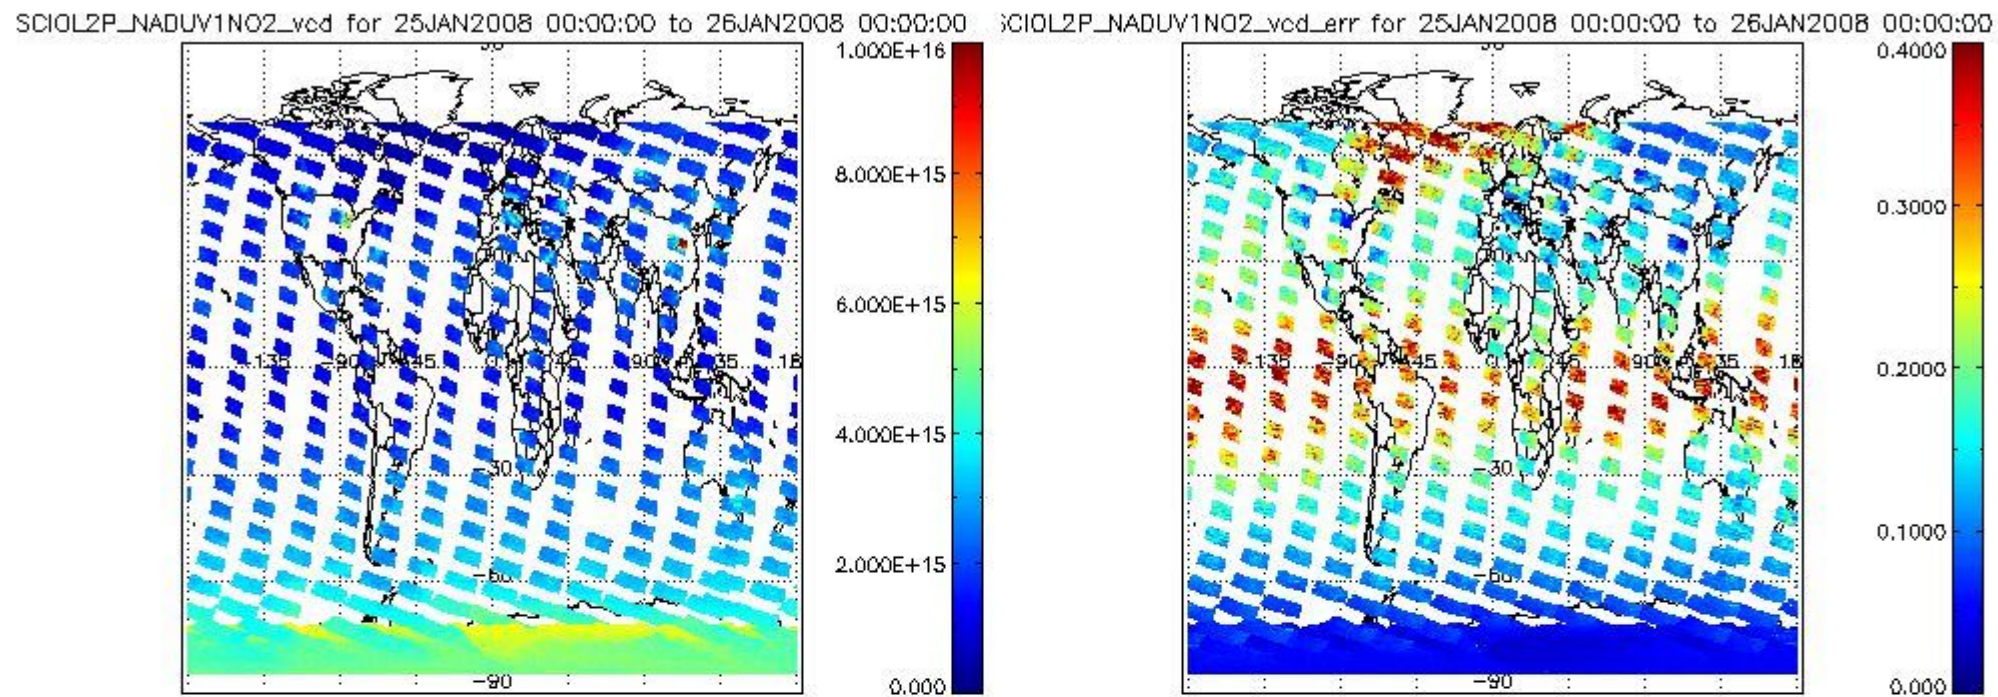 SCIOL2P_NADUV1NO2_vcd for 25JAN2008 00:00:00 to 26JAN2008 00:00:00
1.000E+16
8.000E+15
6.000E+15
4.000E+15
2.000E+15
0.000
-135 -90 -45 45 90 135 18
-30
-60
-90
SCIOL2P_NADUV1NO2_vcd_err for 25JAN2008 00:00:00 to 26JAN2008 00:00:00
0.4000
0.3000
0.2000
0.1000
0.000
-135 -90 -45 0 45 90 135 18
-30
-60
-90